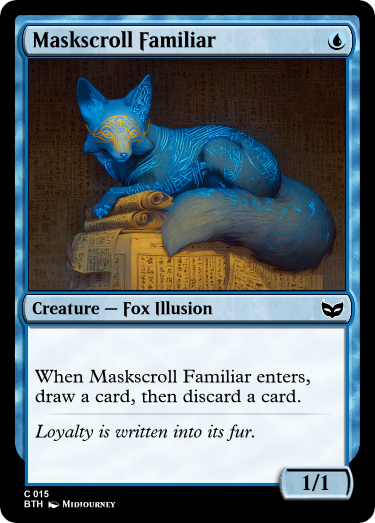 Maskscroll Familiar
Creature — Fox Illusion
When Maskscroll Familiar enters,
draw a card, then discard a card.
Loyalty is written into its fur.
1/1
C 015
BTH Midjourney